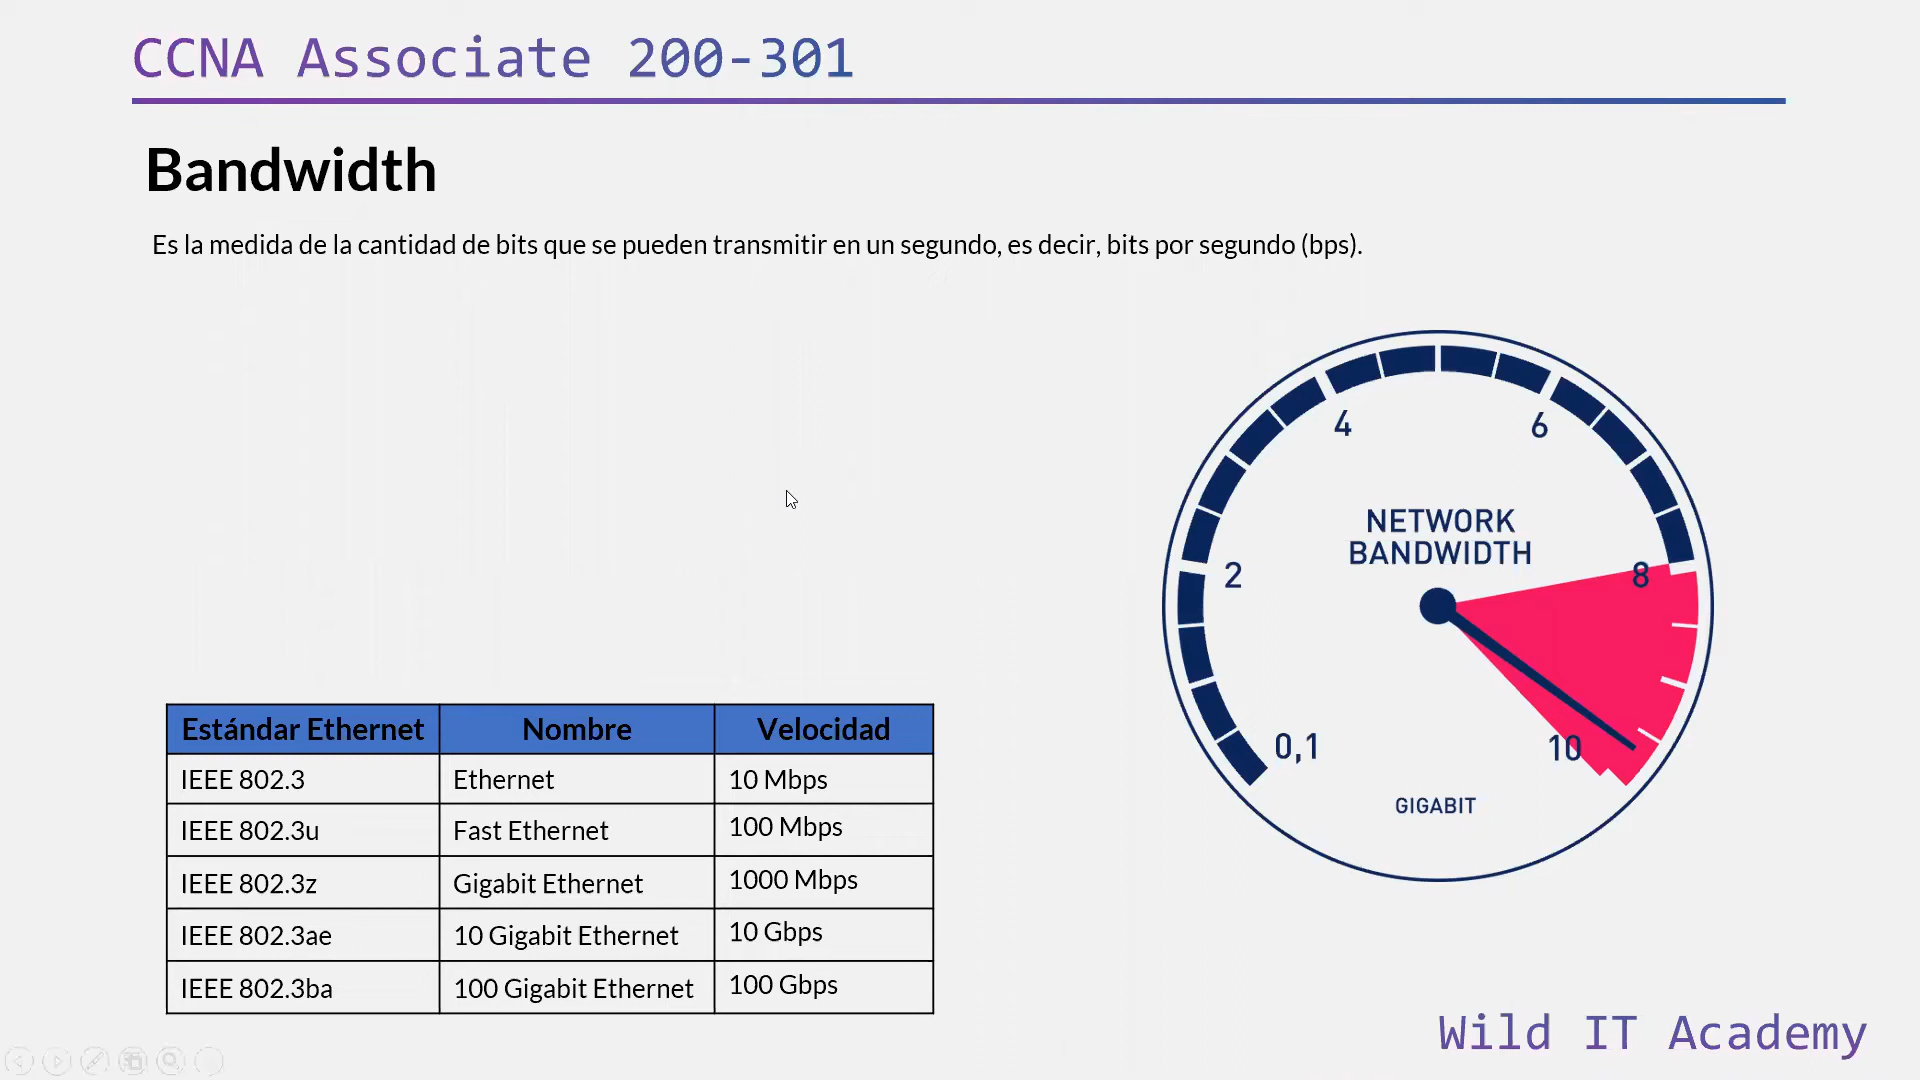 CCNA Associate 200-301
Bandwidth
Es la medida de la cantidad de bits que se pueden transmitir en un segundo, es decir, bits por segundo (bps).
4
6
NETWORK
BANDWIDTH
2
8
0,1
10
GIGABIT
Estándar Ethernet Nombre Velocidad
IEEE 802.3 Ethernet 10 Mbps
IEEE 802.3u Fast Ethernet 100 Mbps
IEEE 802.3z Gigabit Ethernet 1000 Mbps
IEEE 802.3ae 10 Gigabit Ethernet 10 Gbps
IEEE 802.3ba 100 Gigabit Ethernet 100 Gbps
Wild IT Academy